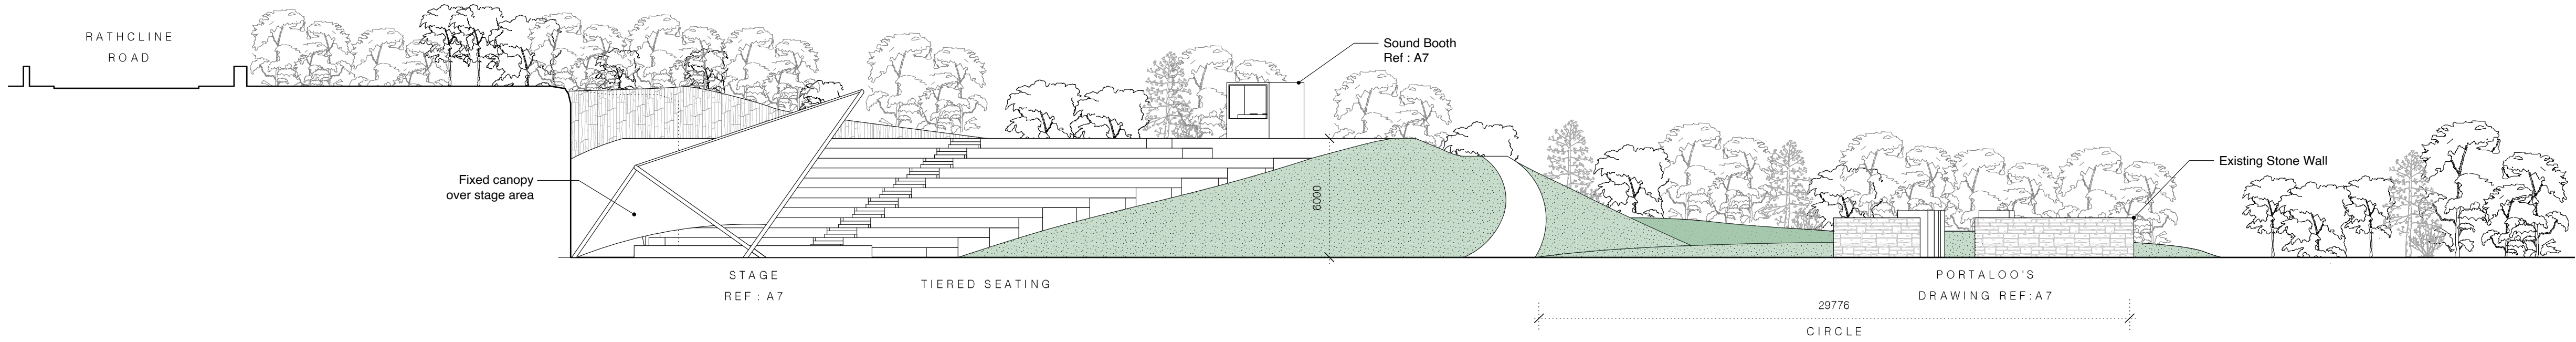 RATHCLINE
ROAD
Sound Booth
Ref : A7
Fixed canopy
over stage area
6000
Existing Stone Wall
STAGE
REF : A7
TIERED SEATING
PORTALOO'S
DRAWING REF:A7
29776
CIRCLE